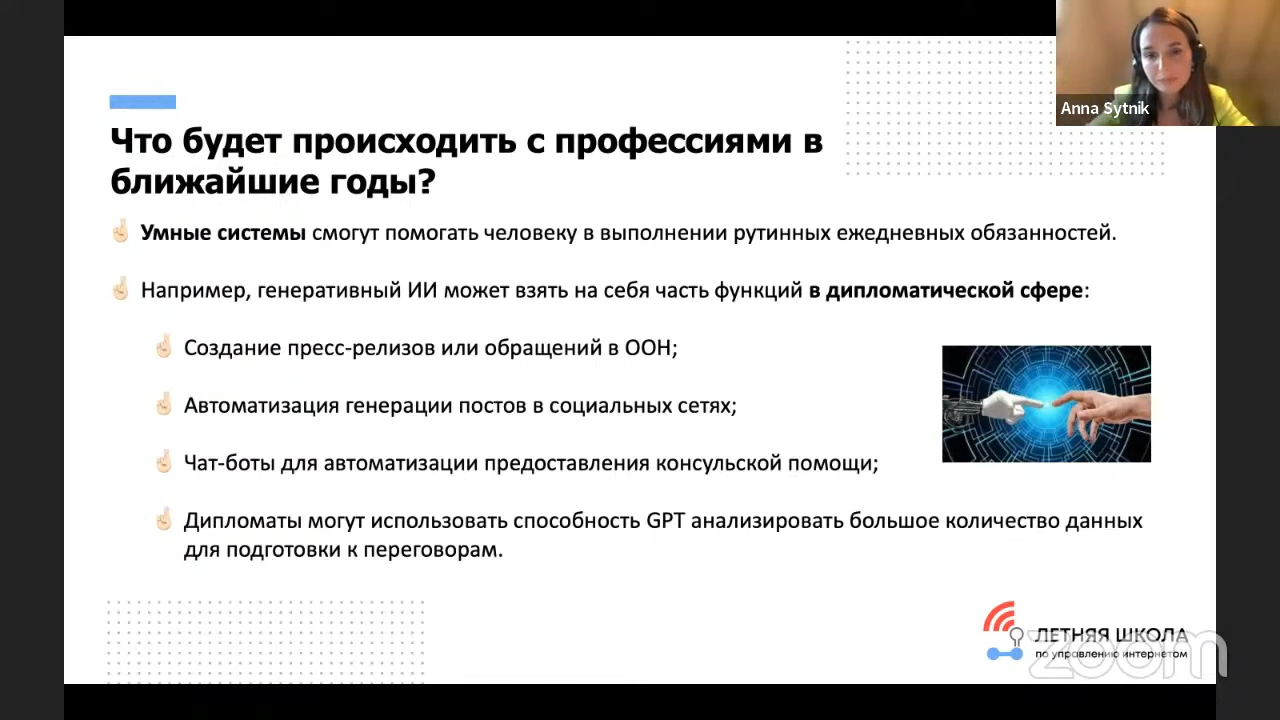 Anna Sytnik
Что будет происходить с профессиями в
ближайшие годы?
Умные системы смогут помогать человеку в выполнении рутинных ежедневных обязанностей.
Например, генеративный ИИ может взять на себя часть функций в дипломатической сфере:
Создание пресс-релизов или обращений в ООН;
Автоматизация генерации постов в социальных сетях;
Чат-боты для автоматизации предоставления консульской помощи;
Дипломаты могут использовать способность GPT анализировать большое количество данных
для подготовки к переговорам.
ЛЕТНЯЯ ШКОЛА
по управлению интернетом
zoom